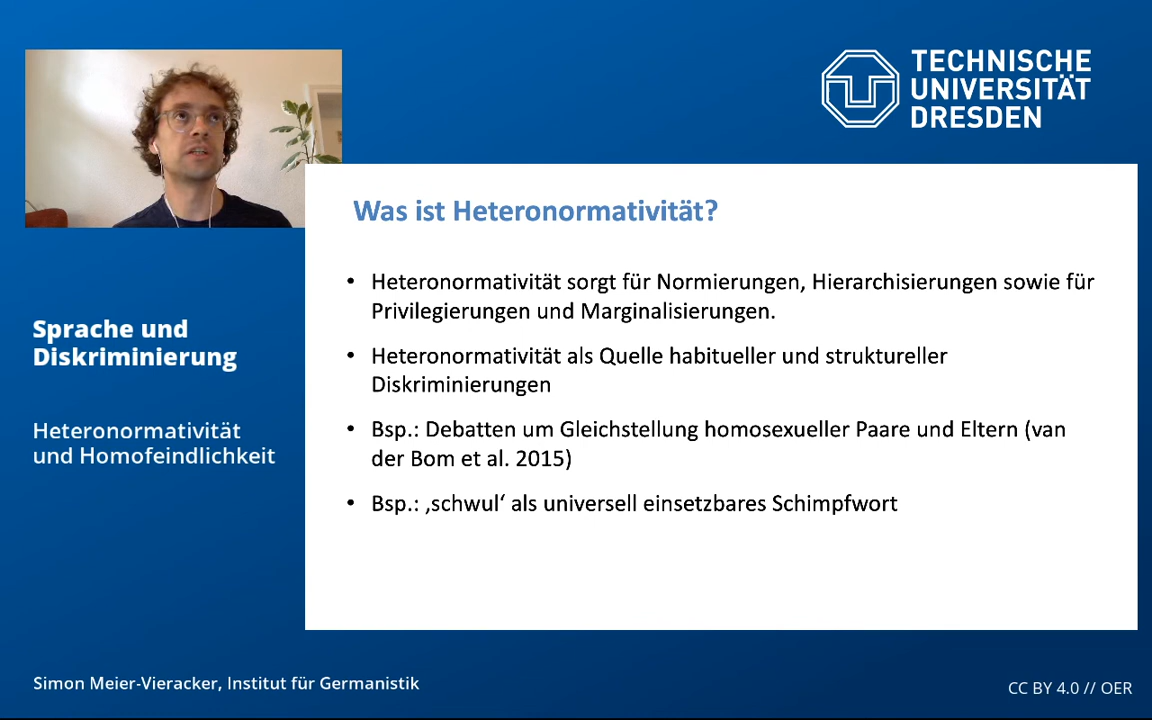 TECHNISCHE
UNIVERSITÄT
DRESDEN
Was ist Heteronormativität?
• Heteronormativität sorgt für Normierungen, Hierarchisierungen sowie für
Privilegierungen und Marginalisierungen.
• Heteronormativität als Quelle habitueller und struktureller
Diskriminierungen
• Bsp.: Debatten um Gleichstellung homosexueller Paare und Eltern (van
der Bom et al. 2015)
• Bsp.: ‚schwul‘ als universell einsetzbares Schimpfwort
Sprache und
Diskriminierung
Heteronormativität
und Homofeindlichkeit
Simon Meier-Vieracker, Institut für Germanistik
CC BY 4.0 // OER